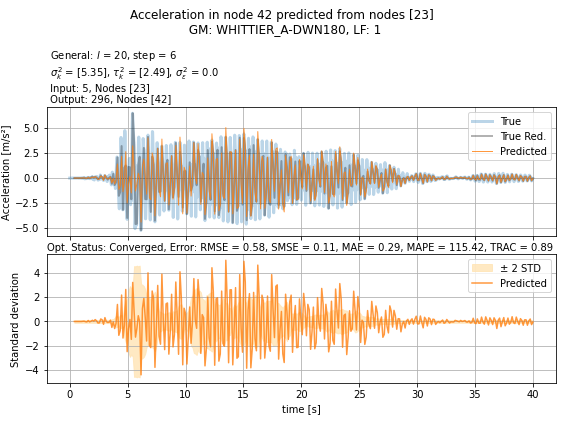 Acceleration in node 42 predicted from nodes [23]
GM: WHITTIER_A-DWN180, LF: 1
General: l = 20, step = 6
σ²_k = [5.35], τ²_k = [2.49], σ²_ε = 0.0
Input: 5, Nodes [23]
Output: 296, Nodes [42]
Acceleration [m/s²]
5.0
2.5
0.0
−2.5
−5.0
True
True Red.
Predicted
Opt. Status: Converged, Error: RMSE = 0.58, SMSE = 0.11, MAE = 0.29, MAPE = 115.42, TRAC = 0.89
Standard deviation
4
2
0
−2
−4
± 2 STD
Predicted
0 5 10 15 20 25 30 35 40
time [s]